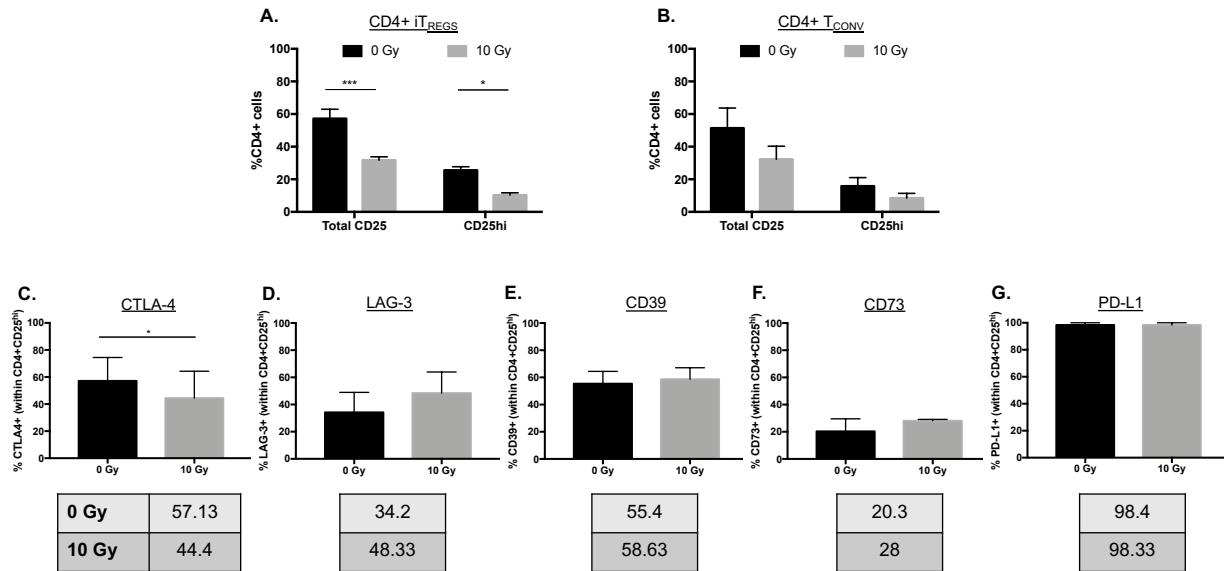 A.
CD4+ iTREGS
0 Gy 10 Gy
100
80
60
40
20
0
%CD4+ cells
***
*
Total CD25 CD25hi
B.
CD4+ TCONV
0 Gy 10 Gy
100
80
60
40
20
0
%CD4+ cells
Total CD25 CD25hi
C.
CTLA-4
100
80
60
40
20
0
% CTLA4+ (within CD4+CD25hi)
*
0 Gy 10 Gy
D.
LAG-3
100
80
60
40
20
0
% LAG-3+ (within CD4+CD25hi)
0 Gy 10 Gy
E.
CD39
100
80
60
40
20
0
% CD39+ (within CD4+CD25hi)
0 Gy 10 Gy
F.
CD73
100
80
60
40
20
0
% CD73+ (within CD4+CD25hi)
0 Gy 10 Gy
G.
PD-L1
100
80
60
40
20
0
% PD-L1+ (within CD4+CD25hi)
0 Gy 10 Gy
0 Gy 57.13 34.2 55.4 20.3 98.4
10 Gy 44.4 48.33 58.63 28 98.33